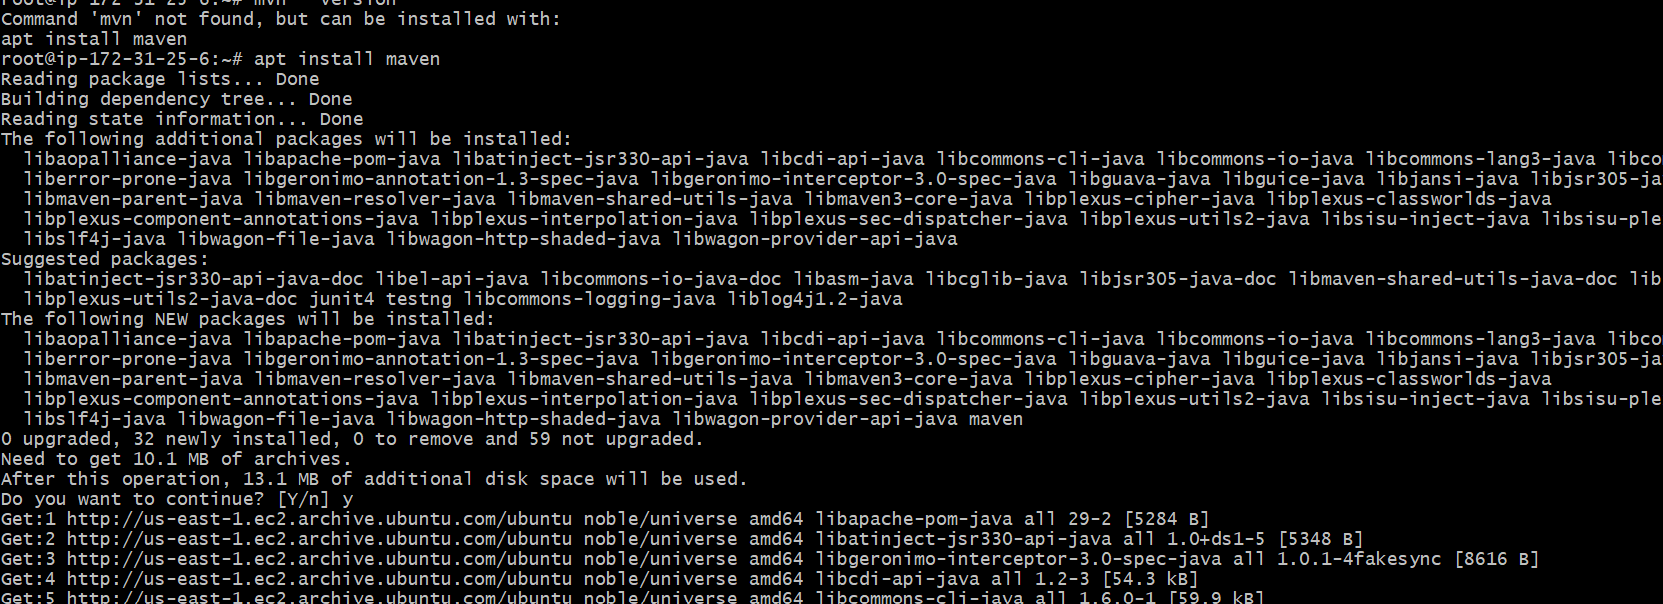 root@ip-172-31-25-6:~# mvn --version
Command 'mvn' not found, but can be installed with:
apt install maven
root@ip-172-31-25-6:~# apt install maven
Reading package lists... Done
Building dependency tree... Done
Reading state information... Done
The following additional packages will be installed:
  libaopalliance-java libapache-pom-java libatinject-jsr330-api-java libcdi-api-java libcommons-cli-java libcommons-io-java libcommons-lang3-java libco
  liberror-prone-java libgeronimo-annotation-1.3-spec-java libgeronimo-interceptor-3.0-spec-java libguava-java libguice-java libjansi-java libjsr305-ja
  libmaven-parent-java libmaven-resolver-java libmaven-shared-utils-java libmaven3-core-java libplexus-cipher-java libplexus-classworlds-java
  libplexus-component-annotations-java libplexus-interpolation-java libplexus-sec-dispatcher-java libplexus-utils2-java libsisu-inject-java libsisu-ple
  libslf4j-java libwagon-file-java libwagon-http-shaded-java libwagon-provider-api-java
Suggested packages:
  libatinject-jsr330-api-java-doc libel-api-java libcommons-io-java-doc libasm-java libcglib-java libjsr305-java-doc libmaven-shared-utils-java-doc lib
  libplexus-utils2-java-doc junit4 testng libcommons-logging-java liblog4j1.2-java
The following NEW packages will be installed:
  libaopalliance-java libapache-pom-java libatinject-jsr330-api-java libcdi-api-java libcommons-cli-java libcommons-io-java libcommons-lang3-java libco
  liberror-prone-java libgeronimo-annotation-1.3-spec-java libgeronimo-interceptor-3.0-spec-java libguava-java libguice-java libjansi-java libjsr305-ja
  libmaven-parent-java libmaven-resolver-java libmaven-shared-utils-java libmaven3-core-java libplexus-cipher-java libplexus-classworlds-java
  libplexus-component-annotations-java libplexus-interpolation-java libplexus-sec-dispatcher-java libplexus-utils2-java libsisu-inject-java libsisu-ple
  libslf4j-java libwagon-file-java libwagon-http-shaded-java libwagon-provider-api-java maven
0 upgraded, 32 newly installed, 0 to remove and 59 not upgraded.
Need to get 10.1 MB of archives.
After this operation, 13.1 MB of additional disk space will be used.
Do you want to continue? [Y/n] y
Get:1 http://us-east-1.ec2.archive.ubuntu.com/ubuntu noble/universe amd64 libapache-pom-java all 29-2 [5284 B]
Get:2 http://us-east-1.ec2.archive.ubuntu.com/ubuntu noble/universe amd64 libatinject-jsr330-api-java all 1.0+ds1-5 [5348 B]
Get:3 http://us-east-1.ec2.archive.ubuntu.com/ubuntu noble/universe amd64 libgeronimo-interceptor-3.0-spec-java all 1.0.1-4fakesync [8616 B]
Get:4 http://us-east-1.ec2.archive.ubuntu.com/ubuntu noble/universe amd64 libcdi-api-java all 1.2-3 [54.3 kB]
Get:5 http://us-east-1.ec2.archive.ubuntu.com/ubuntu noble/universe amd64 libcommons-cli-java all 1.6.0-1 [59.9 kB]